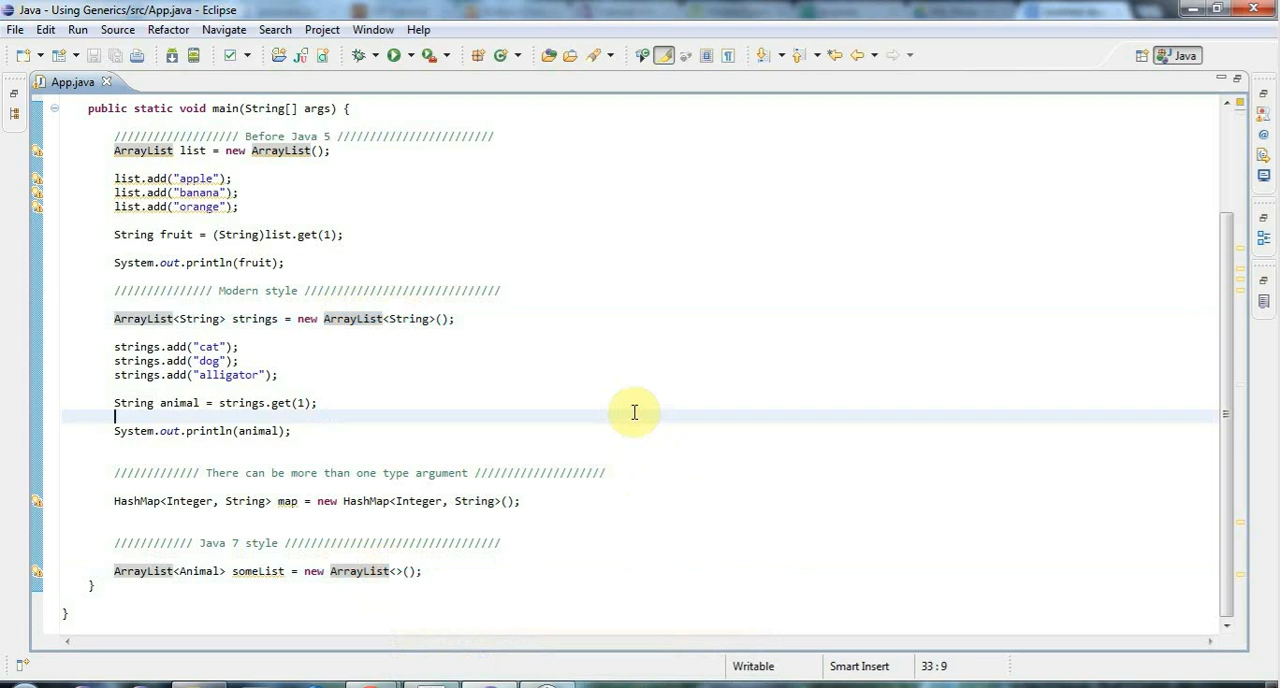 Java - Using Generics/src/App.java - Eclipse
File Edit Run Source Refactor Navigate Search Project Window Help
Java
App.java
public static void main(String[] args) {
/////////////////// Before Java 5 ////////////////////////
ArrayList list = new ArrayList();
list.add("apple");
list.add("banana");
list.add("orange");
String fruit = (String)list.get(1);
System.out.println(fruit);
/////////////// Modern style //////////////////////////////
ArrayList<String> strings = new ArrayList<String>();
strings.add("cat");
strings.add("dog");
strings.add("alligator");
String animal = strings.get(1);
System.out.println(animal);
///////////// There can be more than one type argument ////////////////////
HashMap<Integer, String> map = new HashMap<Integer, String>();
//////////// Java 7 style /////////////////////////////////
ArrayList<Animal> someList = new ArrayList<>();
}
}
Writable Smart Insert 33 : 9